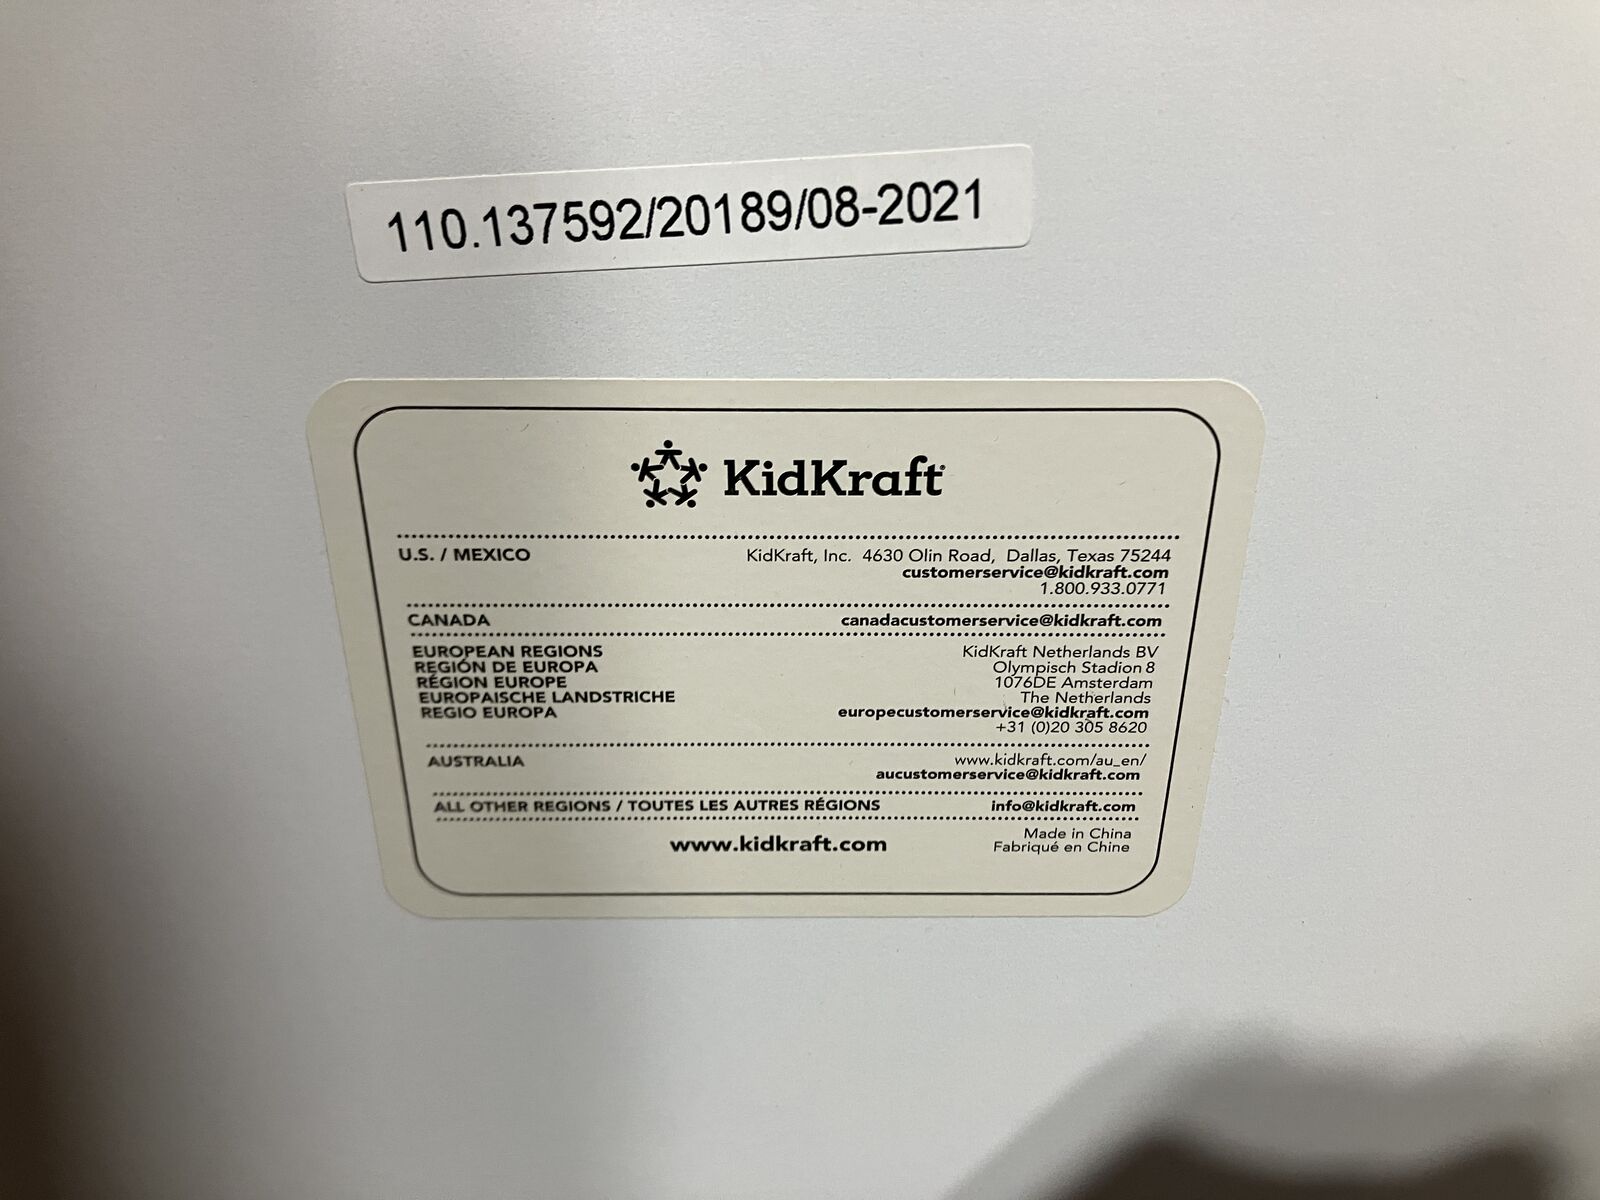 110.137592/20189/08-2021
KidKraft®
U.S. / MEXICO KidKraft, Inc. 4630 Olin Road, Dallas, Texas 75244
customerservice@kidkraft.com
1.800.933.0771
CANADA canadacustomerservice@kidkraft.com
EUROPEAN REGIONS KidKraft Netherlands BV
REGIÓN DE EUROPA Olympisch Stadion 8
RÉGION EUROPE 1076DE Amsterdam
EUROPAISCHE LANDSTRICHE The Netherlands
REGIO EUROPA europecustomerservice@kidkraft.com
+31 (0)20 305 8620
AUSTRALIA www.kidkraft.com/au_en/
aucustomerservice@kidkraft.com
ALL OTHER REGIONS / TOUTES LES AUTRES RÉGIONS info@kidkraft.com
www.kidkraft.com Made in China
Fabriqué en Chine